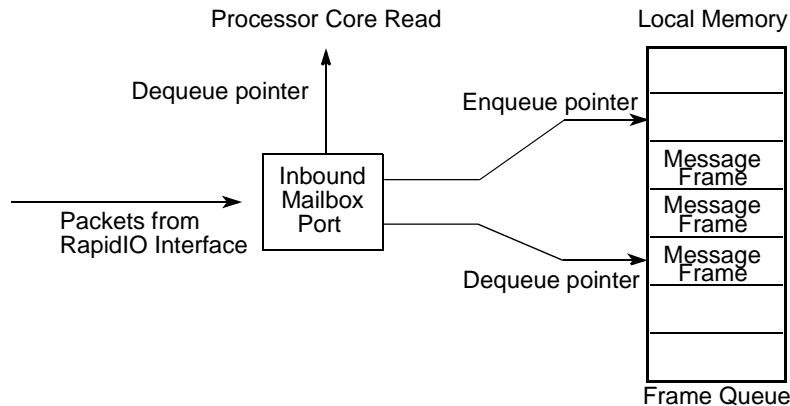 Processor Core Read
Local Memory
Dequeue pointer
Enqueue pointer
Inbound
Mailbox
Port
Message
Frame
Message
Frame
Message
Frame
Packets from
RapidIO Interface
Dequeue pointer
Frame Queue